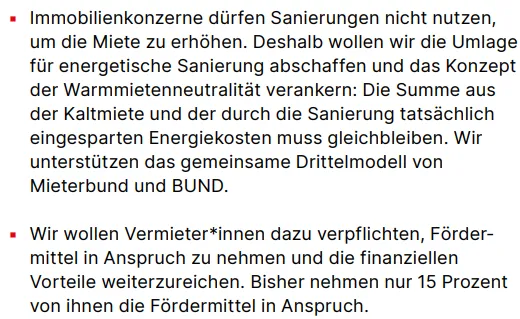 Immobilienkonzerne dürfen Sanierungen nicht nutzen,
um die Miete zu erhöhen. Deshalb wollen wir die Umlage
für energetische Sanierung abschaffen und das Konzept
der Warmmietenneutralität verankern: Die Summe aus
der Kaltmiete und der durch die Sanierung tatsächlich
eingesparten Energiekosten muss gleichbleiben. Wir
unterstützen das gemeinsame Drittelmodell von
Mieterbund und BUND.
Wir wollen Vermieter*innen dazu verpflichten, Förder-
mittel in Anspruch zu nehmen und die finanziellen
Vorteile weiterzureichen. Bisher nehmen nur 15 Prozent
von ihnen die Fördermittel in Anspruch.